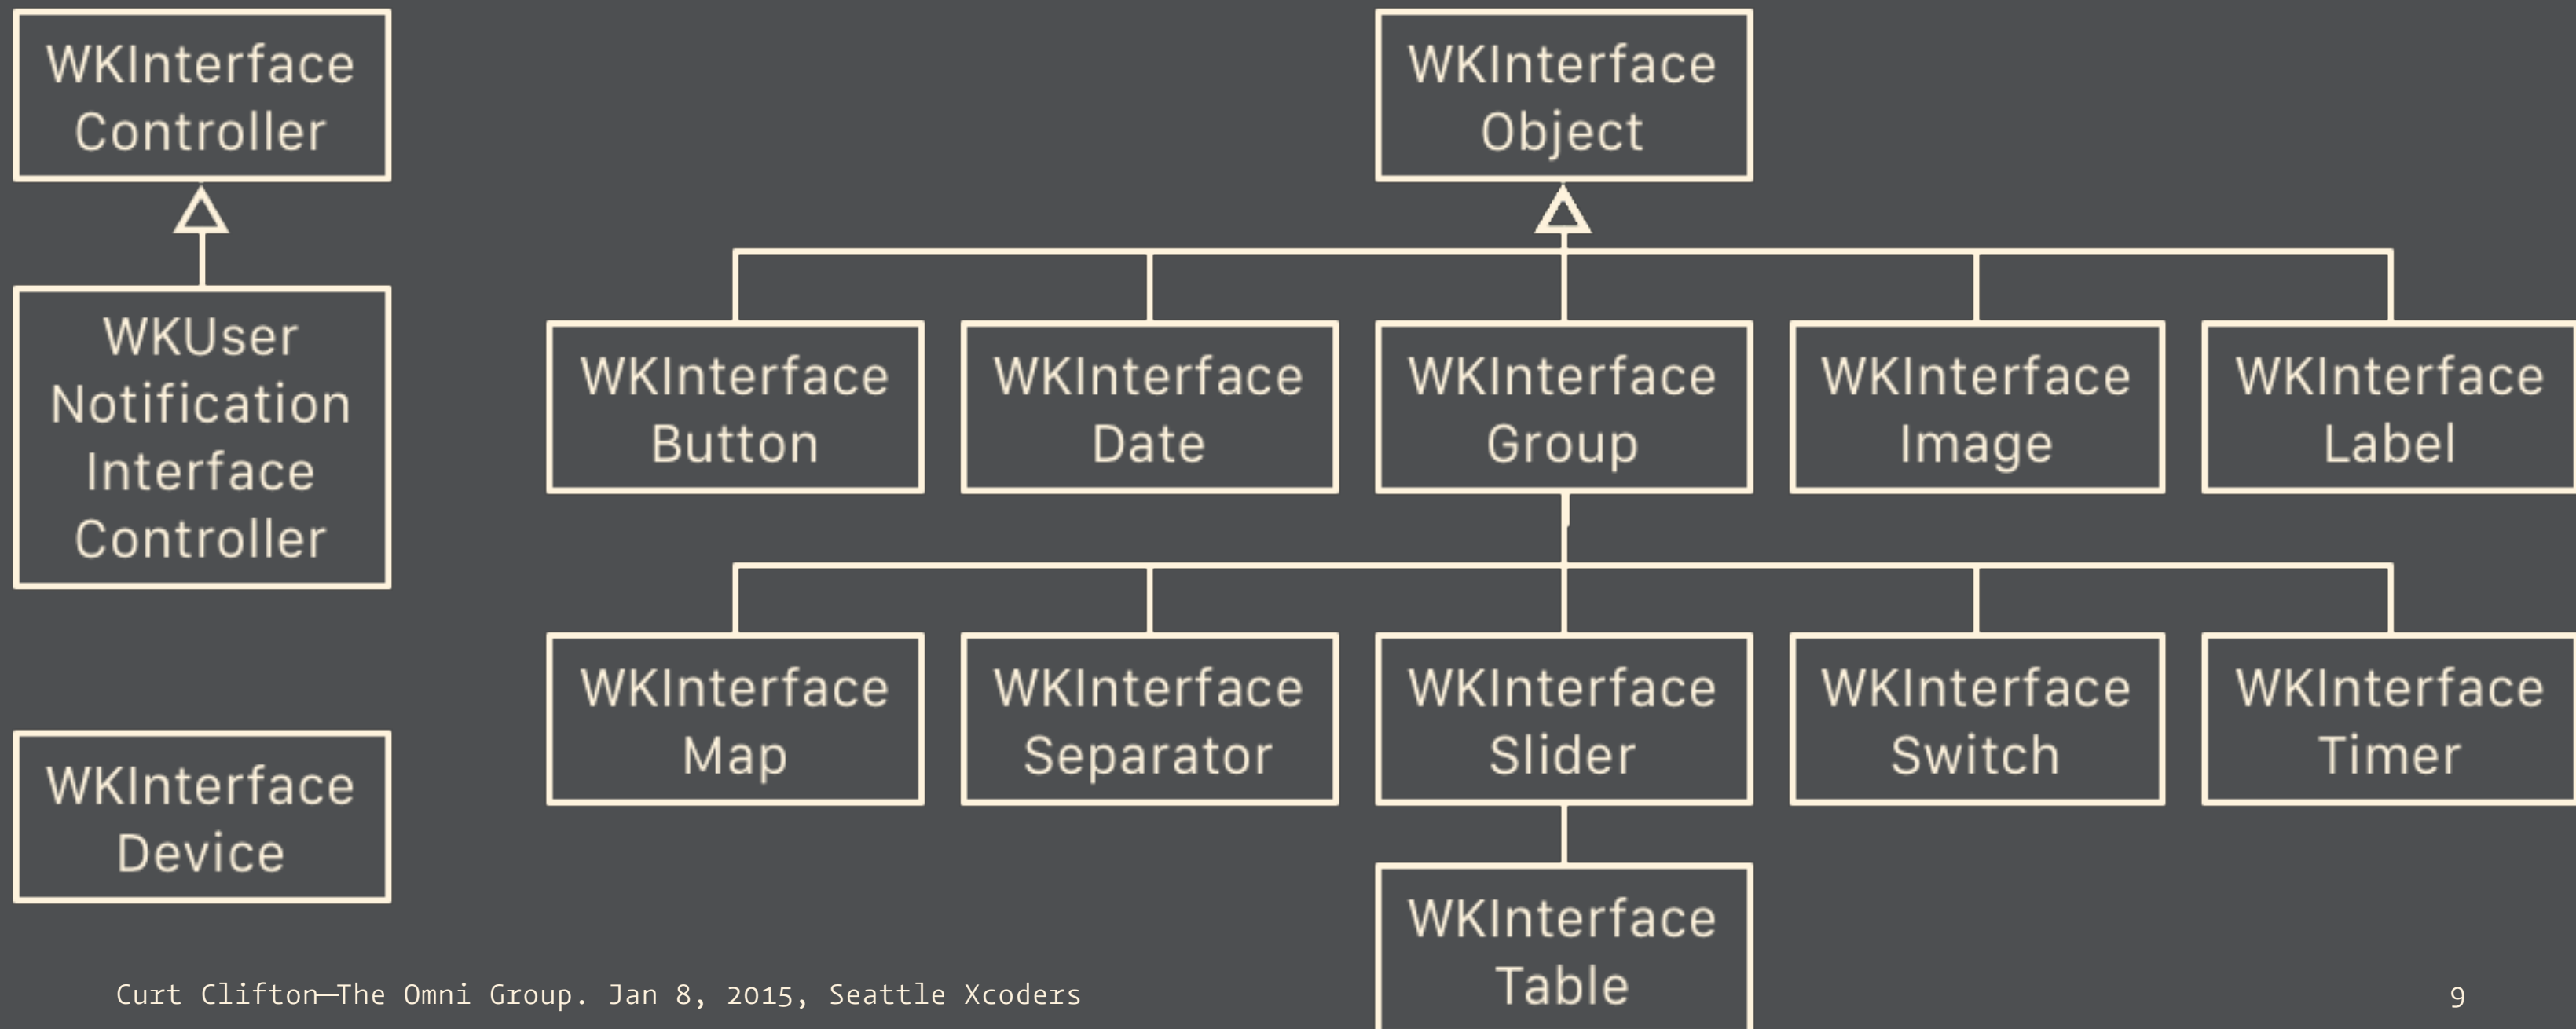 WKInterface
Controller
WKInterface
Object
WKUser
Notification
Interface
Controller
WKInterface
Button
WKInterface
Date
WKInterface
Group
WKInterface
Image
WKInterface
Label
WKInterface
Map
WKInterface
Separator
WKInterface
Slider
WKInterface
Switch
WKInterface
Timer
WKInterface
Device
WKInterface
Table
Curt Clifton—The Omni Group. Jan 8, 2015, Seattle Xcoders
9